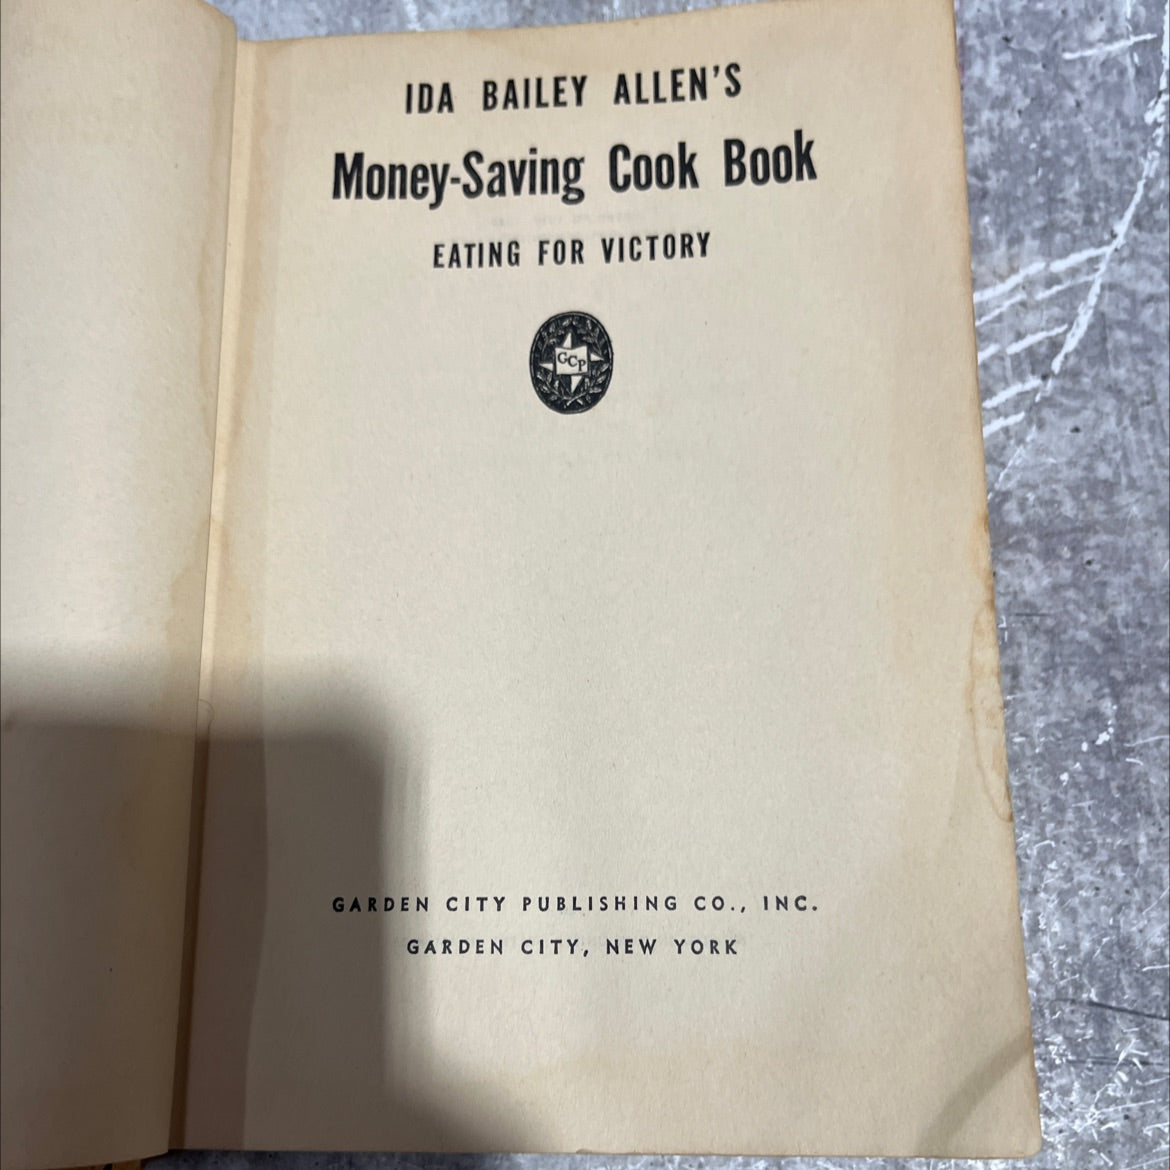 IDA BAILEY ALLEN'S
Money-Saving Cook Book
EATING FOR VICTORY
GCP
GARDEN CITY PUBLISHING CO., INC.
GARDEN CITY, NEW YORK